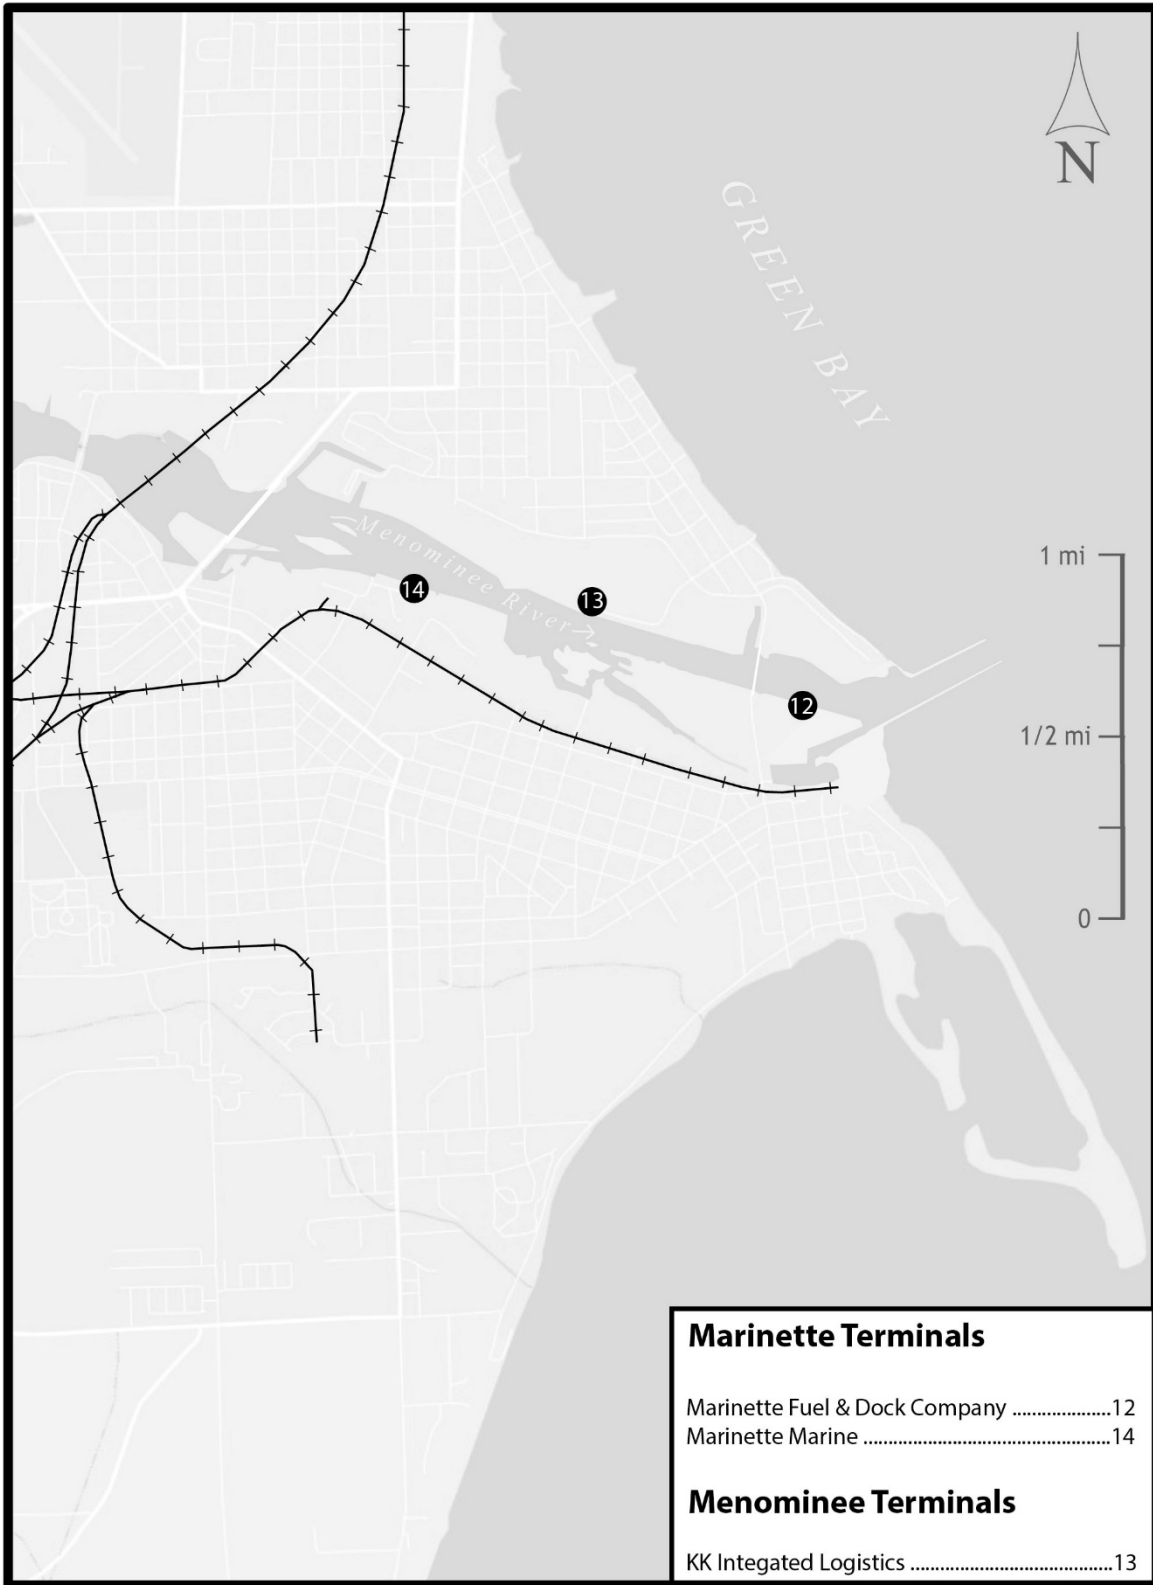 N
GREEN BAY
Menominee River
14
13
12
1 mi
1/2 mi
0
Marinette Terminals
Marinette Fuel & Dock Company ....................12
Marinette Marine ..................................................14
Menominee Terminals
KK Integated Logistics .........................................13